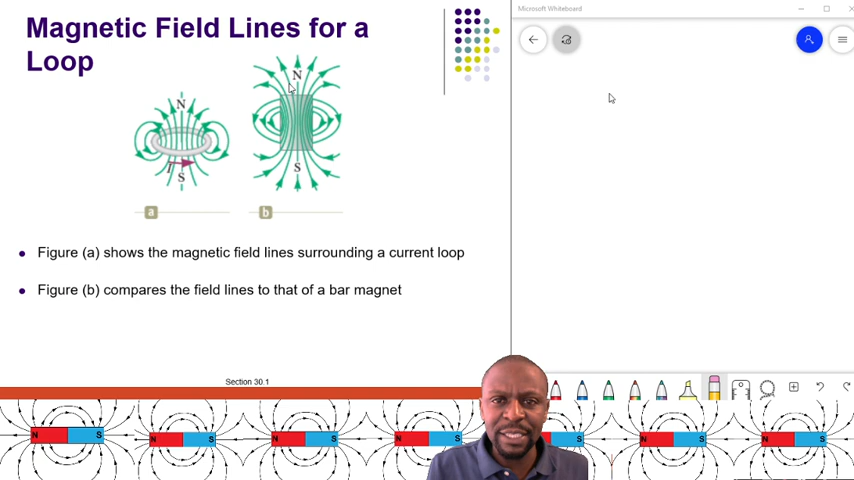 Magnetic Field Lines for a
Loop
Microsoft Whiteboard
N
I
S
a
N
S
b
Figure (a) shows the magnetic field lines surrounding a current loop
Figure (b) compares the field lines to that of a bar magnet
Section 30.1
N S
N S
N S
N S
S
N S
N S